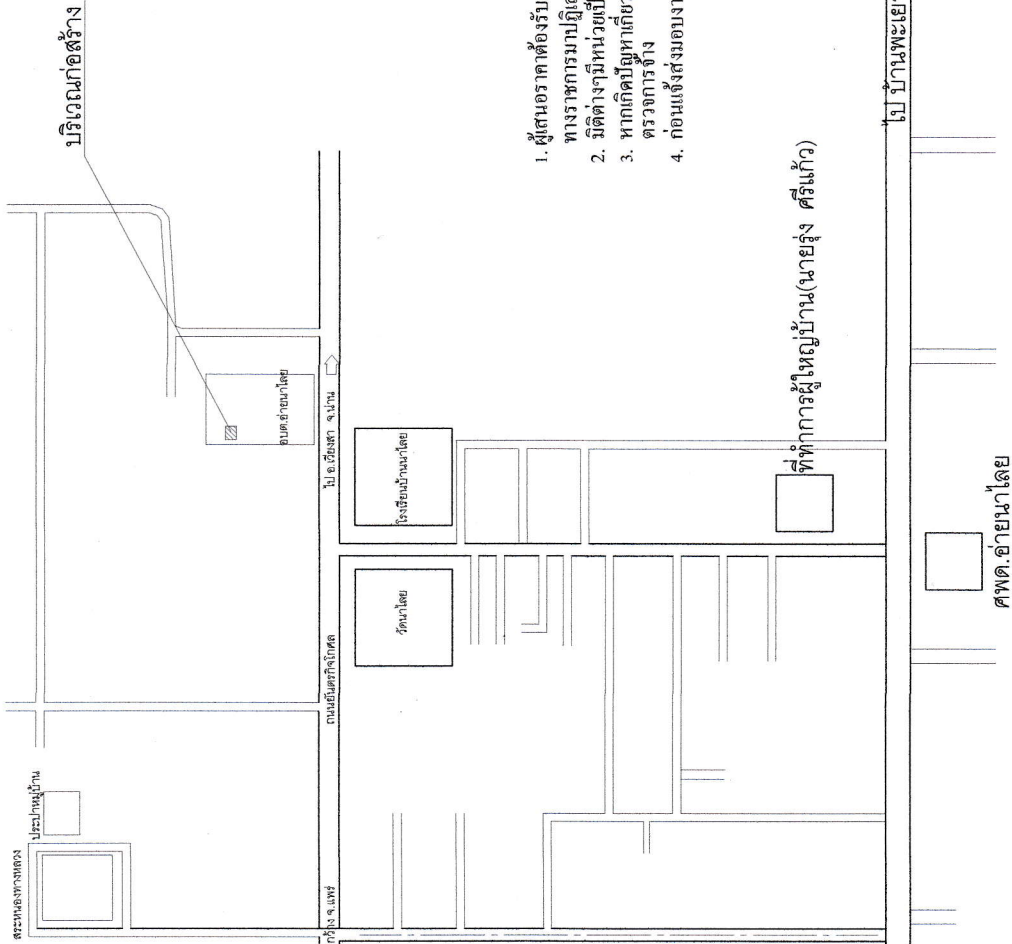 บริเวณก่อสร้าง
สระหนองทางหลวง
ประปาหมู่บ้าน
อบต.อ่ายนาไลย
กว้าง จ.แพร่
ถนนยันตรกิจโกศล
ไป อ.เวียงสา จ.น่าน
วัดนาไลย
โรงเรียนบ้านนาไลย
1. ผู้เสนอราคาต้องรับ
ทางราชการมาปฏิเส
2. มิติต่างๆมีหน่วยเป็
3. หากเกิดปัญหาเกี่ย
ตรวจการจ้าง
4. ก่อนแจ้งส่งมอบงา
ที่ทำการผู้ใหญ่บ้าน(นายรุ่ง ศรีแก้ว)
ไป บ้านพะเยา
ศพด.อ่ายนาไลย